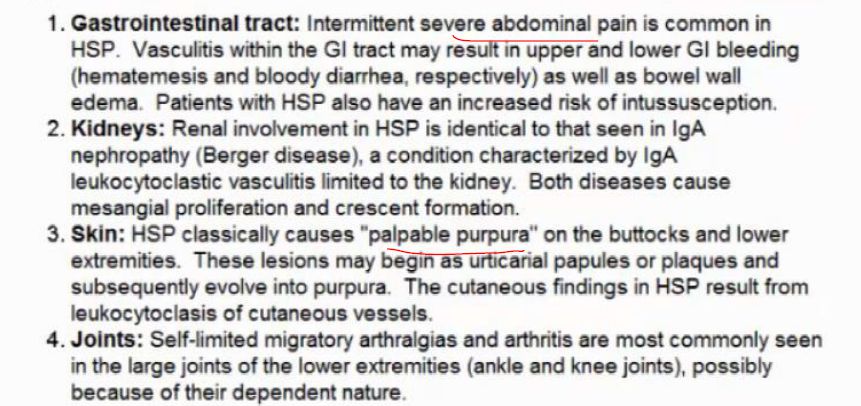 1. Gastrointestinal tract: Intermittent severe abdominal pain is common in
HSP. Vasculitis within the GI tract may result in upper and lower GI bleeding
(hematemesis and bloody diarrhea, respectively) as well as bowel wall
edema. Patients with HSP also have an increased risk of intussusception.
2. Kidneys: Renal involvement in HSP is identical to that seen in IgA
nephropathy (Berger disease), a condition characterized by IgA
leukocytoclastic vasculitis limited to the kidney. Both diseases cause
mesangial proliferation and crescent formation.
3. Skin: HSP classically causes "palpable purpura" on the buttocks and lower
extremities. These lesions may begin as urticarial papules or plaques and
subsequently evolve into purpura. The cutaneous findings in HSP result from
leukocytoclasis of cutaneous vessels.
4. Joints: Self-limited migratory arthralgias and arthritis are most commonly seen
in the large joints of the lower extremities (ankle and knee joints), possibly
because of their dependent nature.